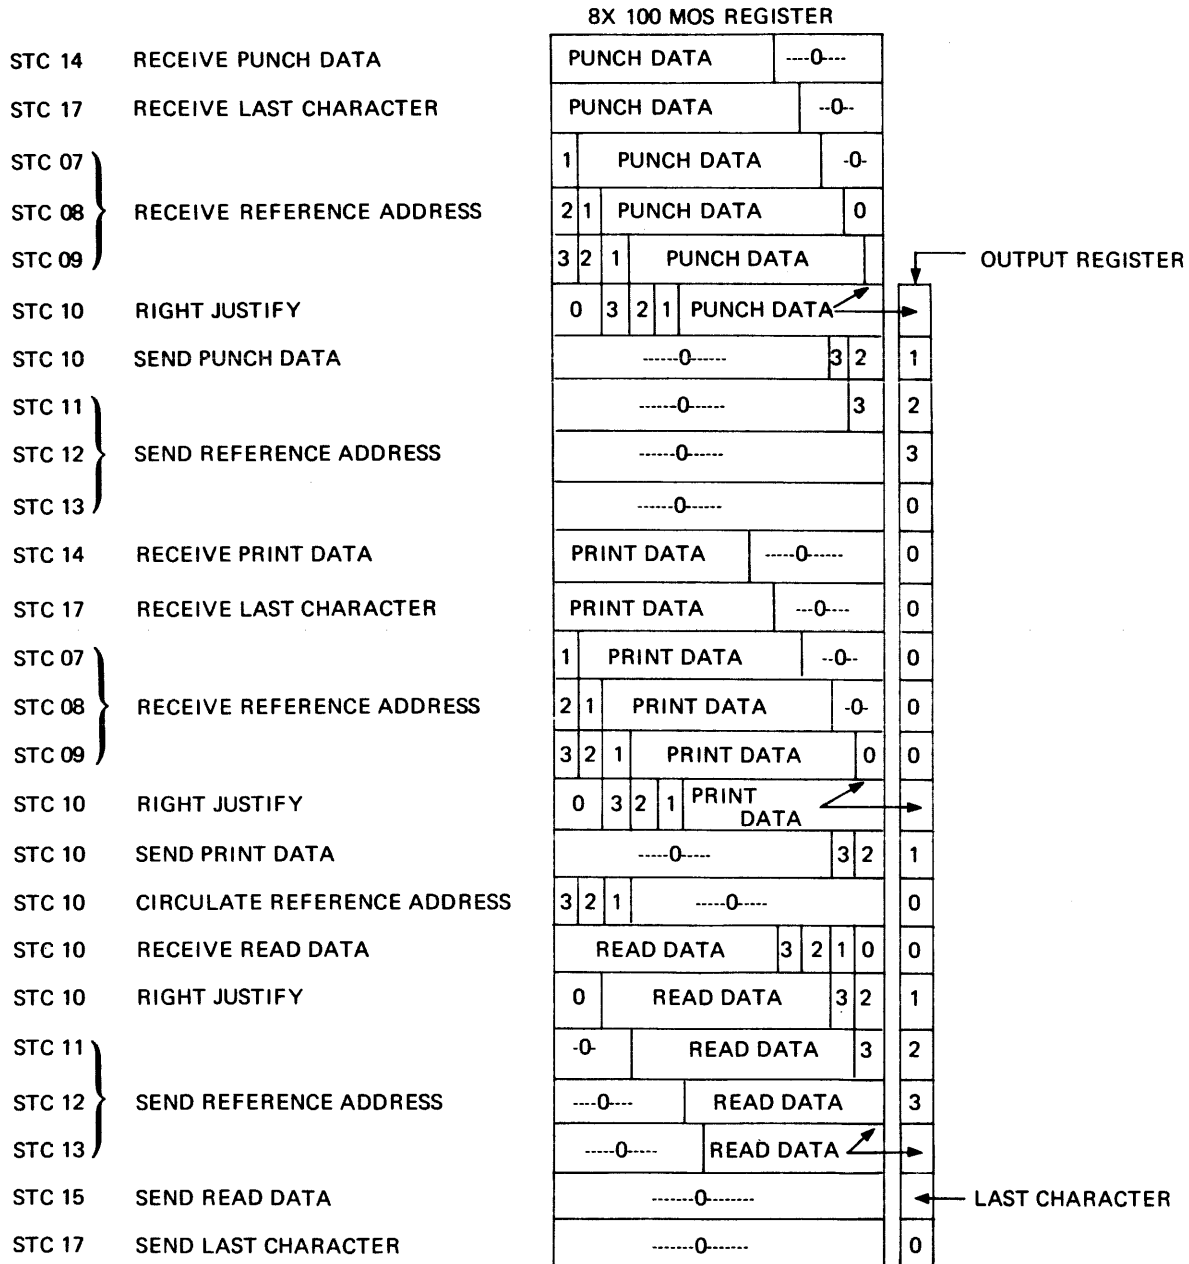 8X 100 MOS REGISTER
STC 14 RECEIVE PUNCH DATA PUNCH DATA ----0----
STC 17 RECEIVE LAST CHARACTER PUNCH DATA --0--
STC 07 1 PUNCH DATA -0-
STC 08 RECEIVE REFERENCE ADDRESS 2 1 PUNCH DATA 0
STC 09 3 2 1 PUNCH DATA OUTPUT REGISTER
STC 10 RIGHT JUSTIFY 0 3 2 1 PUNCH DATA
STC 10 SEND PUNCH DATA ------0------ 3 2 1
STC 11 ------0------ 3 2
STC 12 SEND REFERENCE ADDRESS ------0------ 3
STC 13 ------0------ 0
STC 14 RECEIVE PRINT DATA PRINT DATA -----0------ 0
STC 17 RECEIVE LAST CHARACTER PRINT DATA ---0---- 0
STC 07 1 PRINT DATA --0-- 0
STC 08 RECEIVE REFERENCE ADDRESS 2 1 PRINT DATA -0- 0
STC 09 3 2 1 PRINT DATA 0 0
STC 10 RIGHT JUSTIFY 0 3 2 1 PRINT
DATA
STC 10 SEND PRINT DATA -----0----- 3 2 1
STC 10 CIRCULATE REFERENCE ADDRESS 3 2 1 -----0----- 0
STC 10 RECEIVE READ DATA READ DATA 3 2 1 0 0
STC 10 RIGHT JUSTIFY 0 READ DATA 3 2 1
STC 11 -0- READ DATA 3 2
STC 12 SEND REFERENCE ADDRESS ----0---- READ DATA 3
STC 13 -----0----- READ DATA
STC 15 SEND READ DATA -------0-------- LAST CHARACTER
STC 17 SEND LAST CHARACTER -------0------- 0